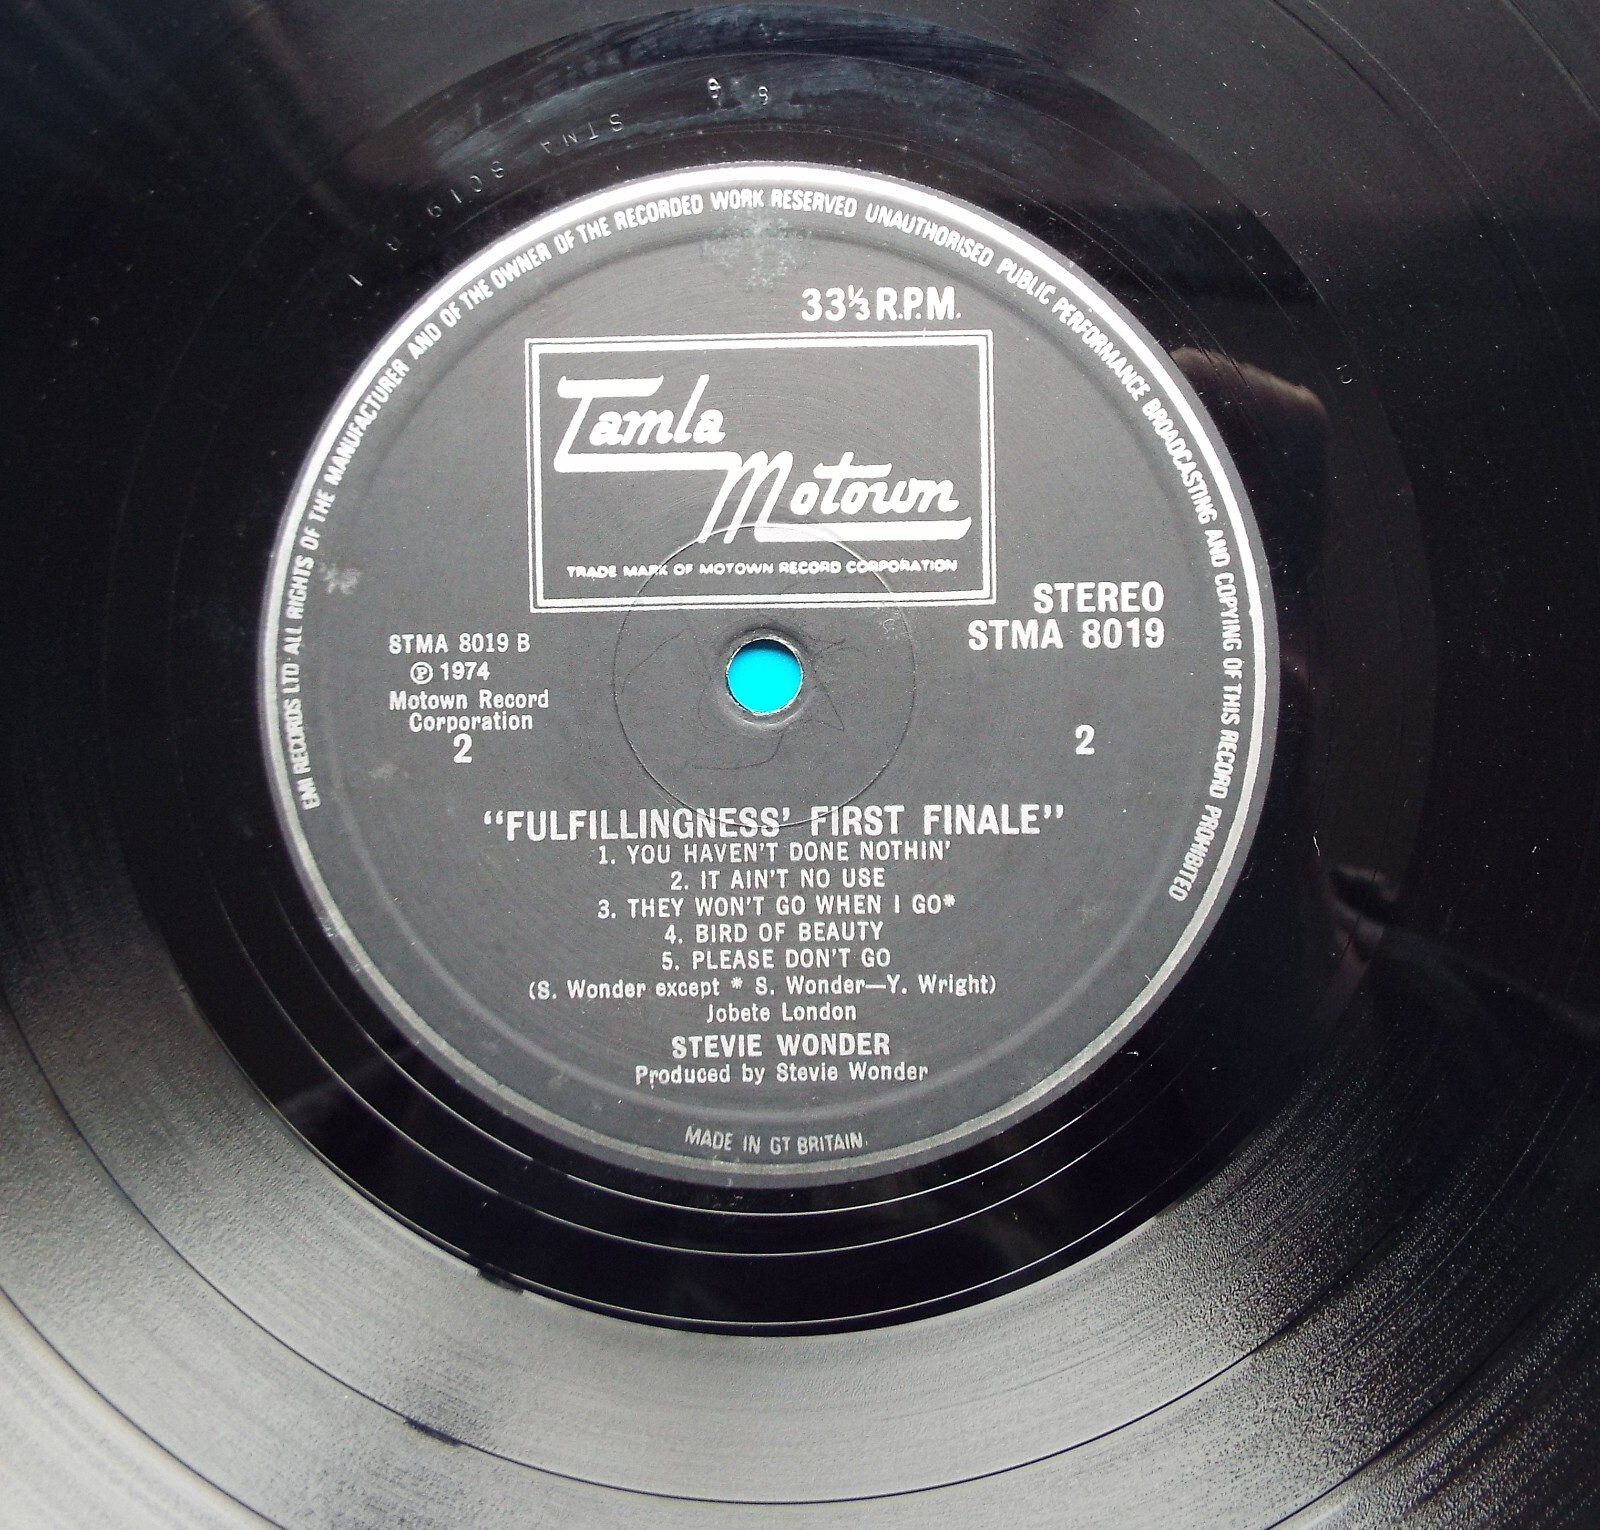 EMI RECORDS LTD · ALL RIGHTS OF THE MANUFACTURER AND OF THE OWNER OF THE RECORDED WORK RESERVED UNAUTHORISED PUBLIC PERFORMANCE BROADCASTING AND COPYING OF THIS RECORD PROHIBITED
STMA 8019
33⅓ R.P.M.
Tamla
Motown
TRADE MARK OF MOTOWN RECORD CORPORATION
STEREO
STMA 8019
STMA 8019 B
℗ 1974
Motown Record
Corporation
2
2
“FULFILLINGNESS’ FIRST FINALE”
1. YOU HAVEN’T DONE NOTHIN’
2. IT AIN’T NO USE
3. THEY WON’T GO WHEN I GO*
4. BIRD OF BEAUTY
5. PLEASE DON’T GO
(S. Wonder except * S. Wonder—Y. Wright)
Jobete London
STEVIE WONDER
Produced by Stevie Wonder
MADE IN GT BRITAIN.